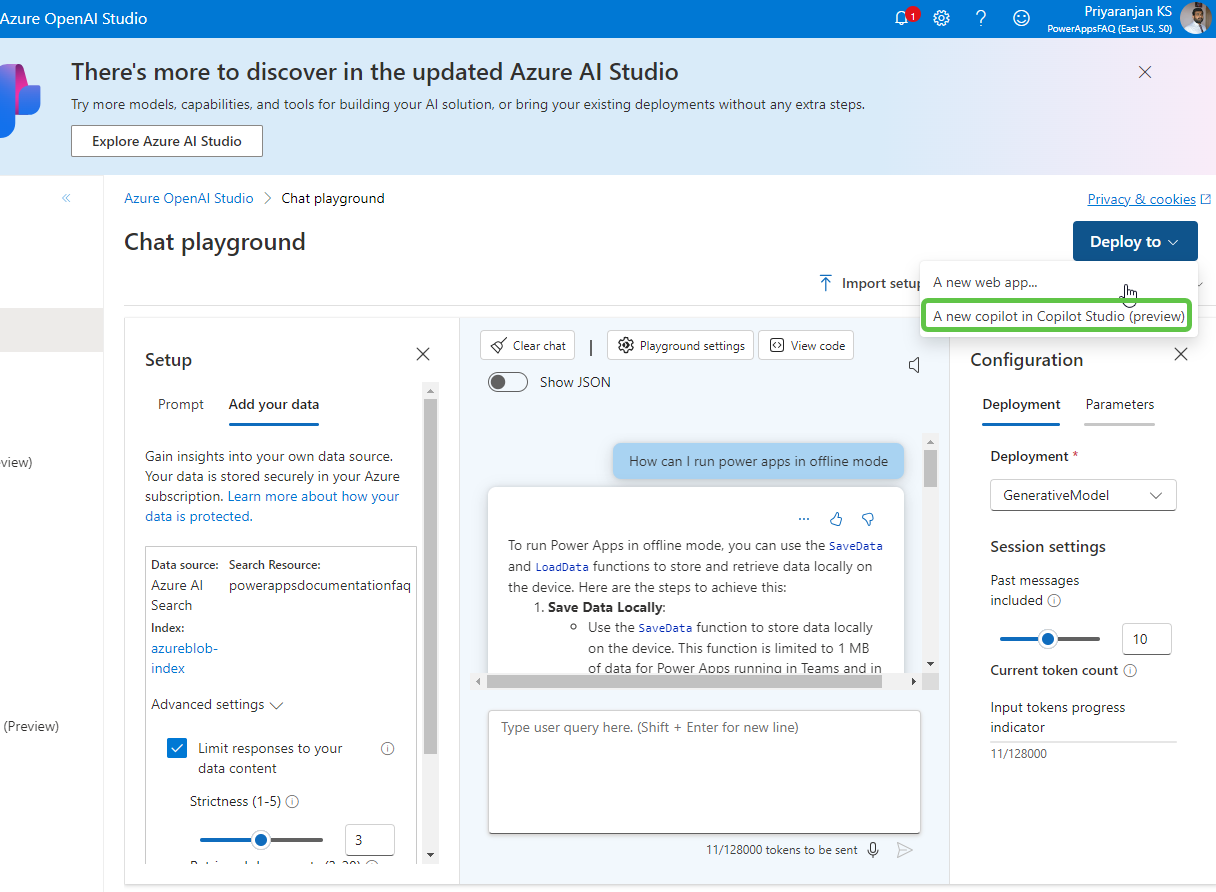 Azure OpenAI Studio
1
Priyaranjan KS
PowerAppsFAQ (East US, S0)
There's more to discover in the updated Azure AI Studio
Try more models, capabilities, and tools for building your AI solution, or bring your existing deployments without any extra steps.
Explore Azure AI Studio
Azure OpenAI Studio > Chat playground
Privacy & cookies
Chat playground
Deploy to
Import setup
A new web app...
A new copilot in Copilot Studio (preview)
view)
(Preview)
Setup
Prompt
Add your data
Gain insights into your own data source.
Your data is stored securely in your Azure
subscription. Learn more about how your
data is protected.
Data source:
Azure AI
Search
Search Resource:
powerappsdocumentationfaq
Index:
azureblob-
index
Advanced settings
Limit responses to your
data content
Strictness (1-5)
3
Clear chat
|
Playground settings
View code
Show JSON
How can I run power apps in offline mode
To run Power Apps in offline mode, you can use the SaveData
and LoadData functions to store and retrieve data locally on
the device. Here are the steps to achieve this:
1. Save Data Locally:
Use the SaveData function to store data locally
on the device. This function is limited to 1 MB
of data for Power Apps running in Teams and in
Type user query here. (Shift + Enter for new line)
11/128000 tokens to be sent
Configuration
Deployment
Parameters
Deployment *
GenerativeModel
Session settings
Past messages
included
10
Current token count
Input tokens progress
indicator
11/128000